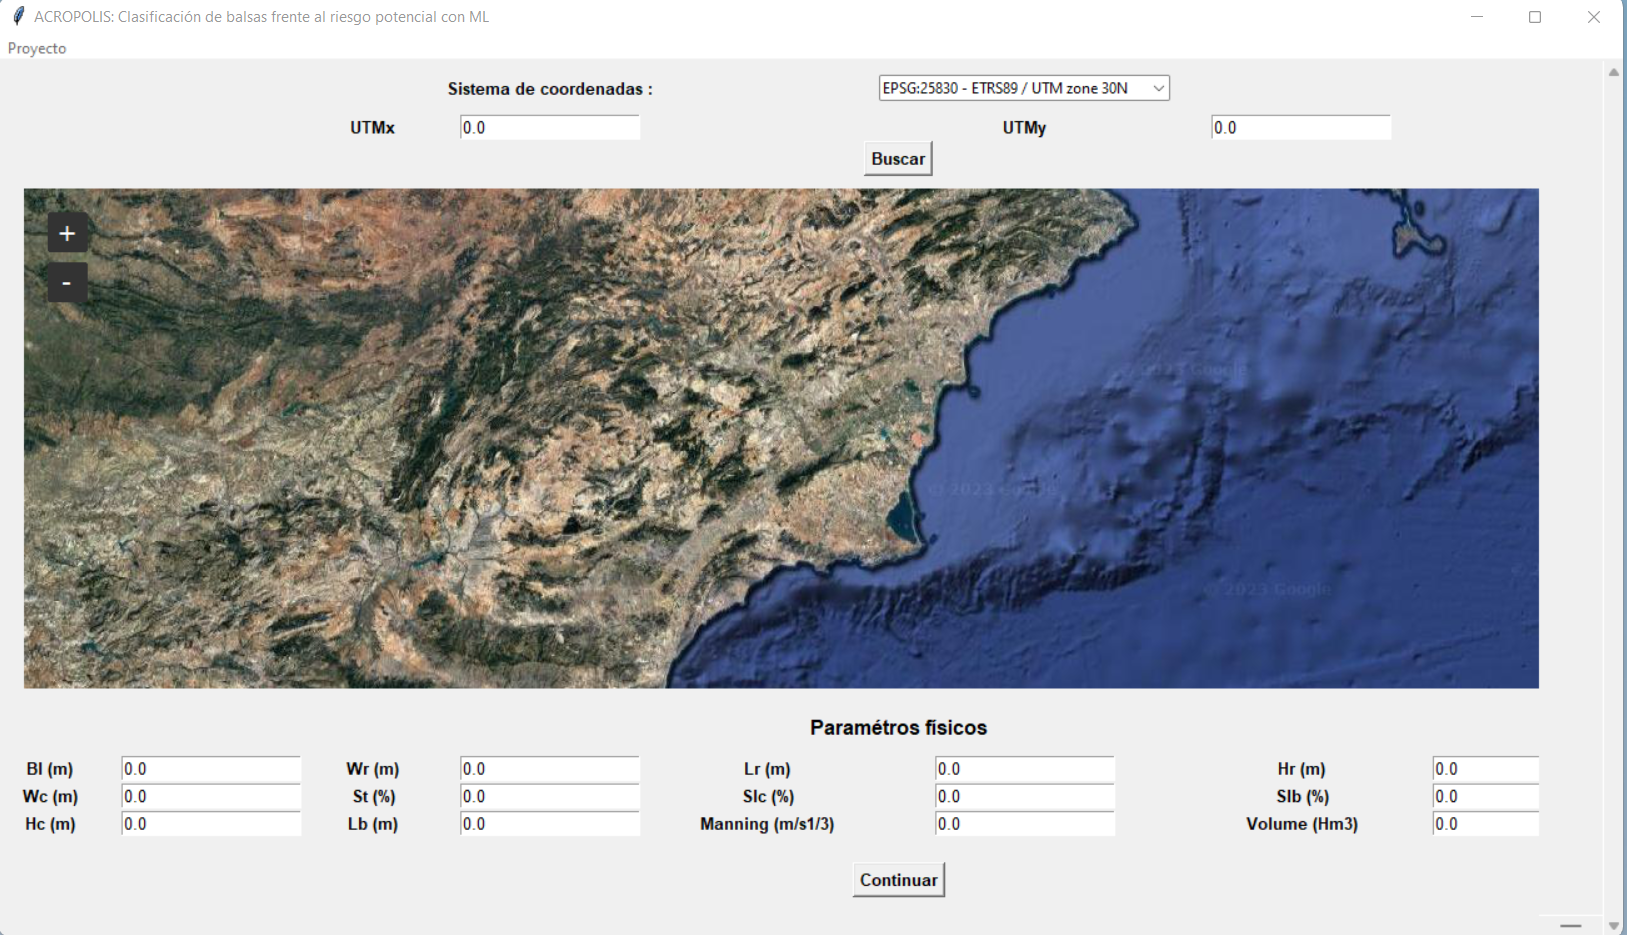 ACROPOLIS: Clasificación de balsas frente al riesgo potencial con ML
Proyecto
Sistema de coordenadas : EPSG:25830 - ETRS89 / UTM zone 30N
UTMx 0.0 UTMy 0.0
Buscar
+
-
© 2023 Google
© 2023 Google
© 2023 Google
Paramétros físicos
Bl (m) 0.0 Wr (m) 0.0 Lr (m) 0.0 Hr (m) 0.0
Wc (m) 0.0 St (%) 0.0 Slc (%) 0.0 Slb (%) 0.0
Hc (m) 0.0 Lb (m) 0.0 Manning (m/s1/3) 0.0 Volume (Hm3) 0.0
Continuar